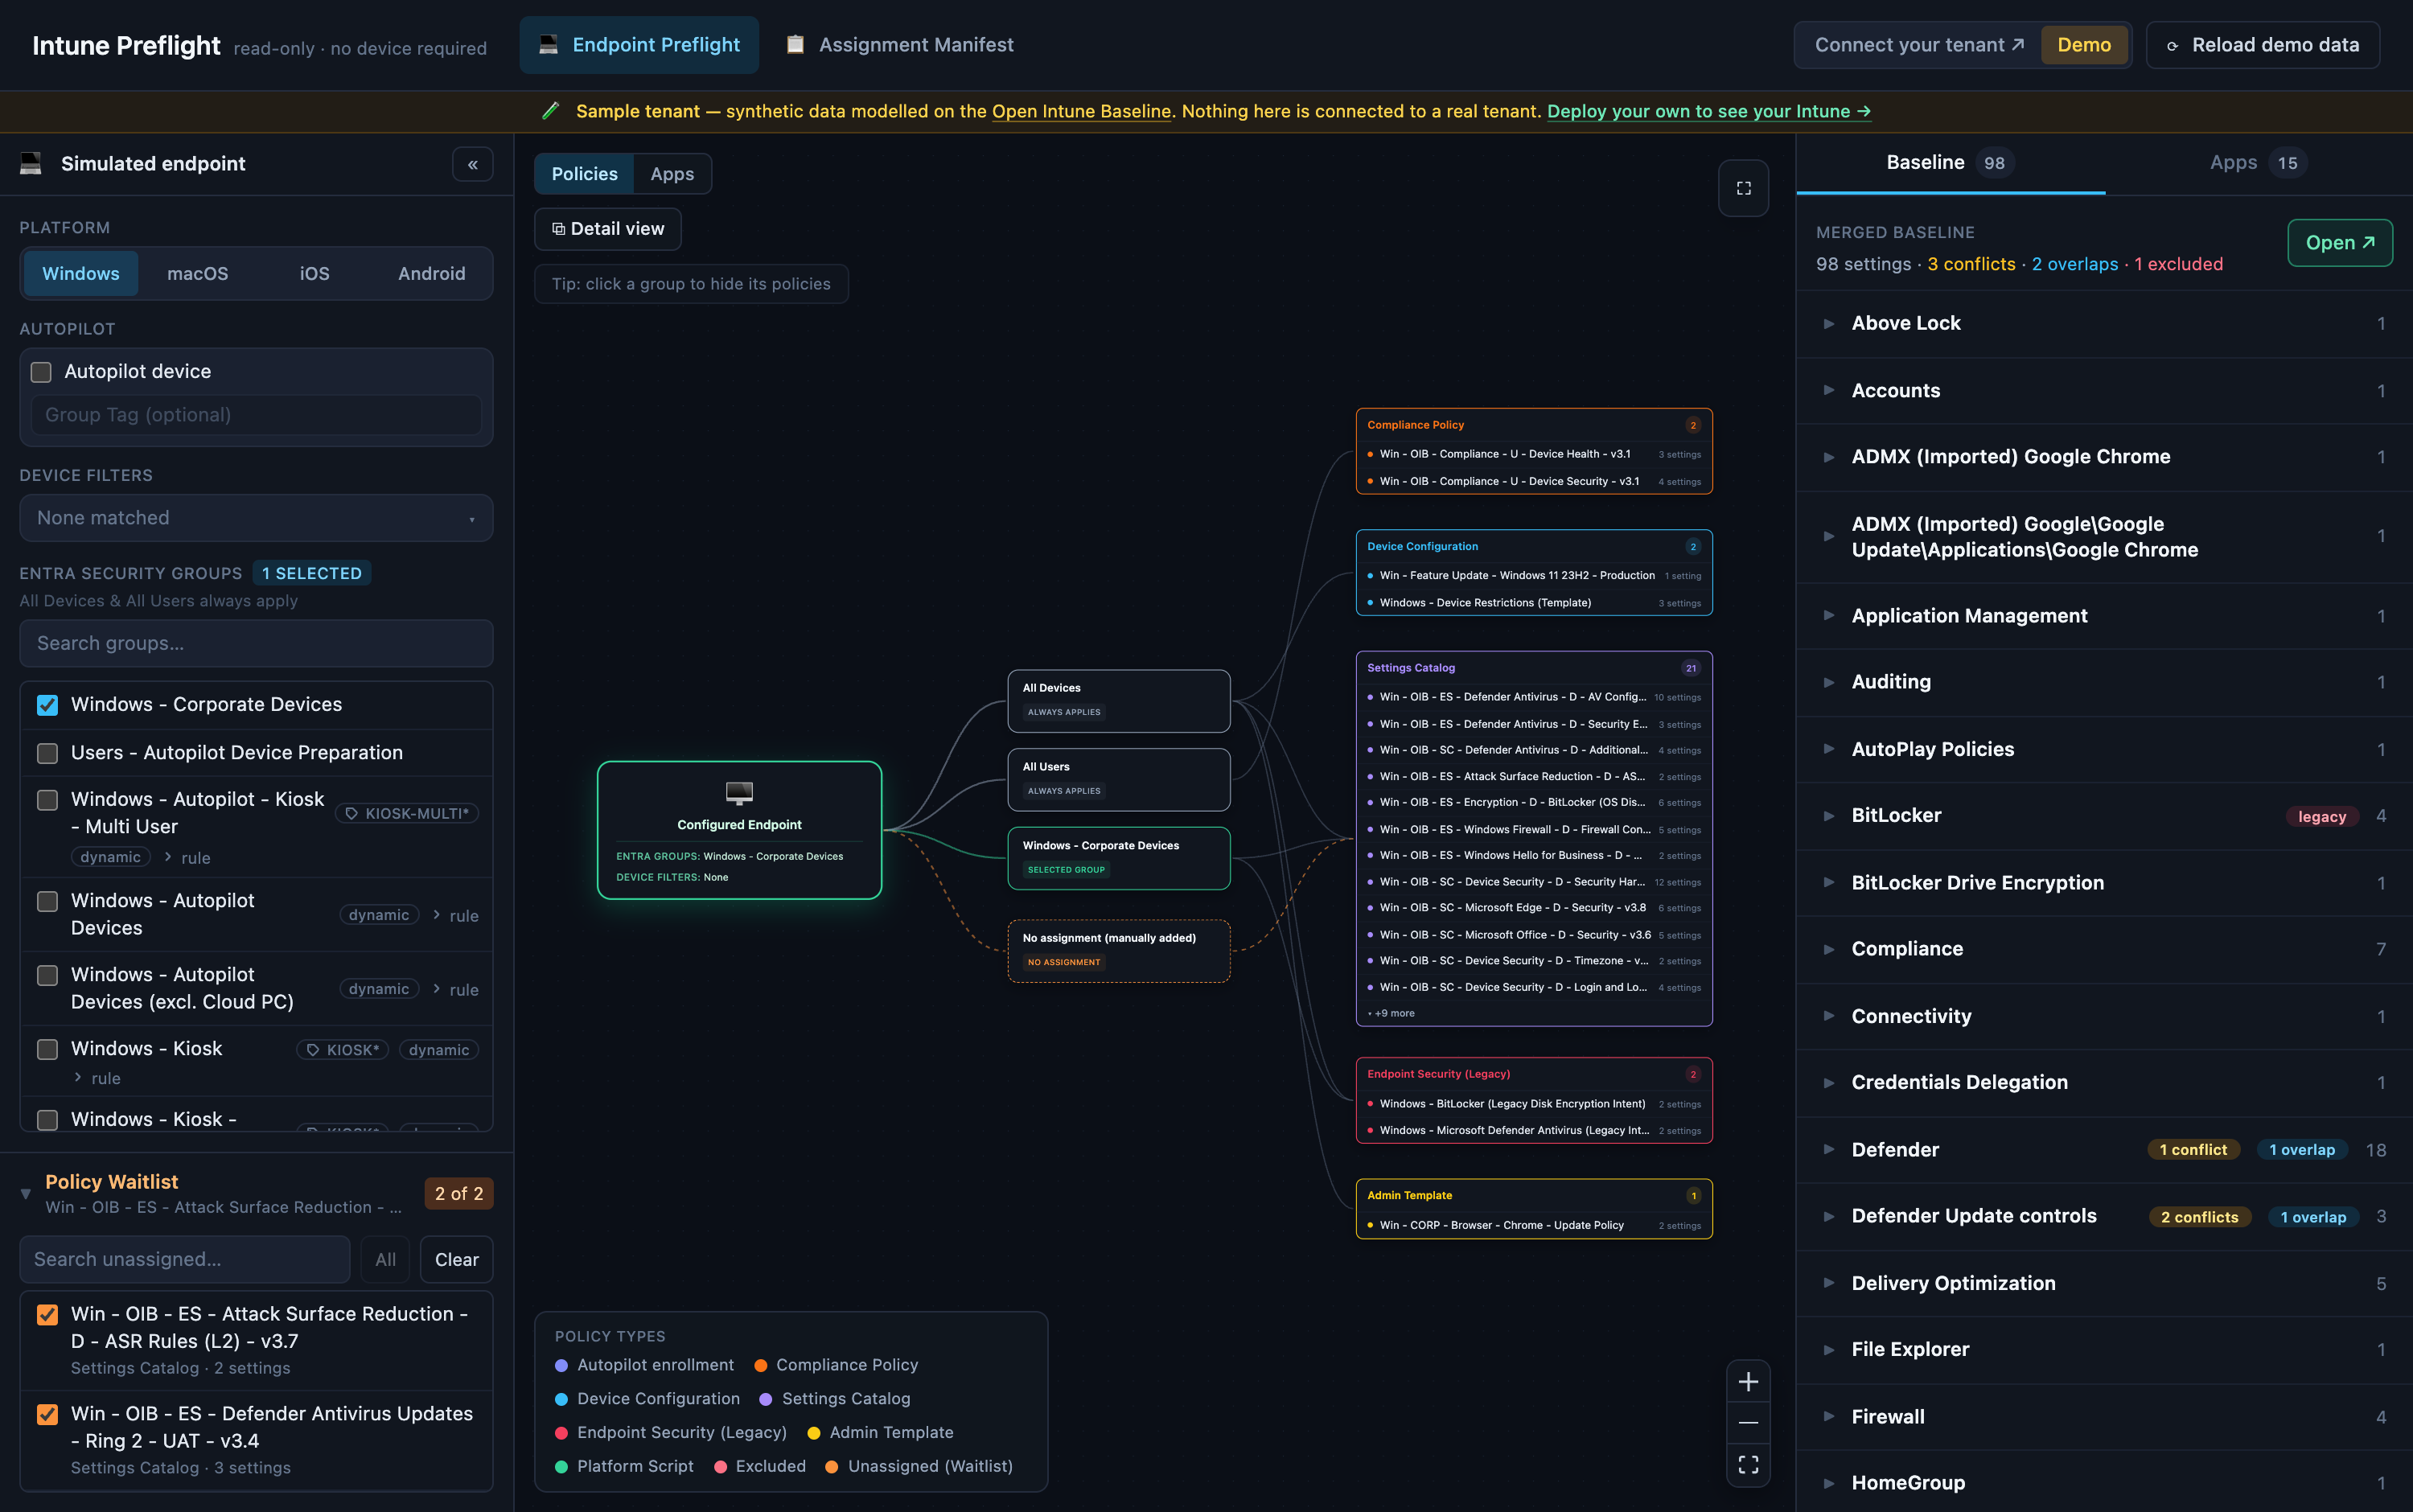 Intune Preflight read-only · no device required
Endpoint Preflight
Assignment Manifest
Connect your tenant ↗ Demo
Reload demo data
Sample tenant — synthetic data modelled on the Open Intune Baseline. Nothing here is connected to a real tenant. Deploy your own to see your Intune →
Simulated endpoint
«
PLATFORM
Windows macOS iOS Android
AUTOPILOT
Autopilot device
Group Tag (optional)
DEVICE FILTERS
None matched
ENTRA SECURITY GROUPS 1 SELECTED
All Devices & All Users always apply
Search groups...
Windows - Corporate Devices
Users - Autopilot Device Preparation
Windows - Autopilot - Kiosk
- Multi User
KIOSK-MULTI*
dynamic > rule
Windows - Autopilot
Devices
dynamic > rule
Windows - Autopilot
Devices (excl. Cloud PC)
dynamic > rule
Windows - Kiosk
KIOSK* dynamic
> rule
Windows - Kiosk -
KIOSK* dynamic
Policy Waitlist
Win - OIB - ES - Attack Surface Reduction - ...
2 of 2
Search unassigned...
All
Clear
Win - OIB - ES - Attack Surface Reduction -
D - ASR Rules (L2) - v3.7
Settings Catalog · 2 settings
Win - OIB - ES - Defender Antivirus Updates
- Ring 2 - UAT - v3.4
Settings Catalog · 3 settings
Policies Apps
Detail view
Tip: click a group to hide its policies
Configured Endpoint
ENTRA GROUPS: Windows - Corporate Devices
DEVICE FILTERS: None
All Devices
ALWAYS APPLIES
All Users
ALWAYS APPLIES
Windows - Corporate Devices
SELECTED GROUP
No assignment (manually added)
NO ASSIGNMENT
Compliance Policy 2
Win - OIB - Compliance - U - Device Health - v3.1 3 settings
Win - OIB - Compliance - U - Device Security - v3.1 4 settings
Device Configuration 2
Win - Feature Update - Windows 11 23H2 - Production 1 setting
Windows - Device Restrictions (Template) 3 settings
Settings Catalog 21
Win - OIB - ES - Defender Antivirus - D - AV Config... 10 settings
Win - OIB - ES - Defender Antivirus - D - Security E... 3 settings
Win - OIB - SC - Defender Antivirus - D - Additional... 4 settings
Win - OIB - ES - Attack Surface Reduction - D - AS... 2 settings
Win - OIB - ES - Encryption - D - BitLocker (OS Dis... 6 settings
Win - OIB - ES - Windows Firewall - D - Firewall Con... 5 settings
Win - OIB - ES - Windows Hello for Business - D - ... 2 settings
Win - OIB - SC - Device Security - D - Security Har... 12 settings
Win - OIB - SC - Microsoft Edge - D - Security - v3.8 6 settings
Win - OIB - SC - Microsoft Office - D - Security - v3.6 5 settings
Win - OIB - SC - Device Security - D - Timezone - v... 2 settings
Win - OIB - SC - Device Security - D - Login and Lo... 4 settings
+9 more
Endpoint Security (Legacy) 2
Windows - BitLocker (Legacy Disk Encryption Intent) 2 settings
Windows - Microsoft Defender Antivirus (Legacy Int... 2 settings
Admin Template 1
Win - CORP - Browser - Chrome - Update Policy 2 settings
POLICY TYPES
Autopilot enrollment Compliance Policy
Device Configuration Settings Catalog
Endpoint Security (Legacy) Admin Template
Platform Script Excluded Unassigned (Waitlist)
Baseline 98
Apps 15
MERGED BASELINE
98 settings · 3 conflicts · 2 overlaps · 1 excluded
Open ↗
Above Lock 1
Accounts 1
ADMX (Imported) Google Chrome 1
ADMX (Imported) Google\Google
Update\Applications\Google Chrome 1
Application Management 1
Auditing 1
AutoPlay Policies 1
BitLocker legacy 4
BitLocker Drive Encryption 1
Compliance 7
Connectivity 1
Credentials Delegation 1
Defender 1 conflict 1 overlap 18
Defender Update controls 2 conflicts 1 overlap 3
Delivery Optimization 5
File Explorer 1
Firewall 4
HomeGroup 1